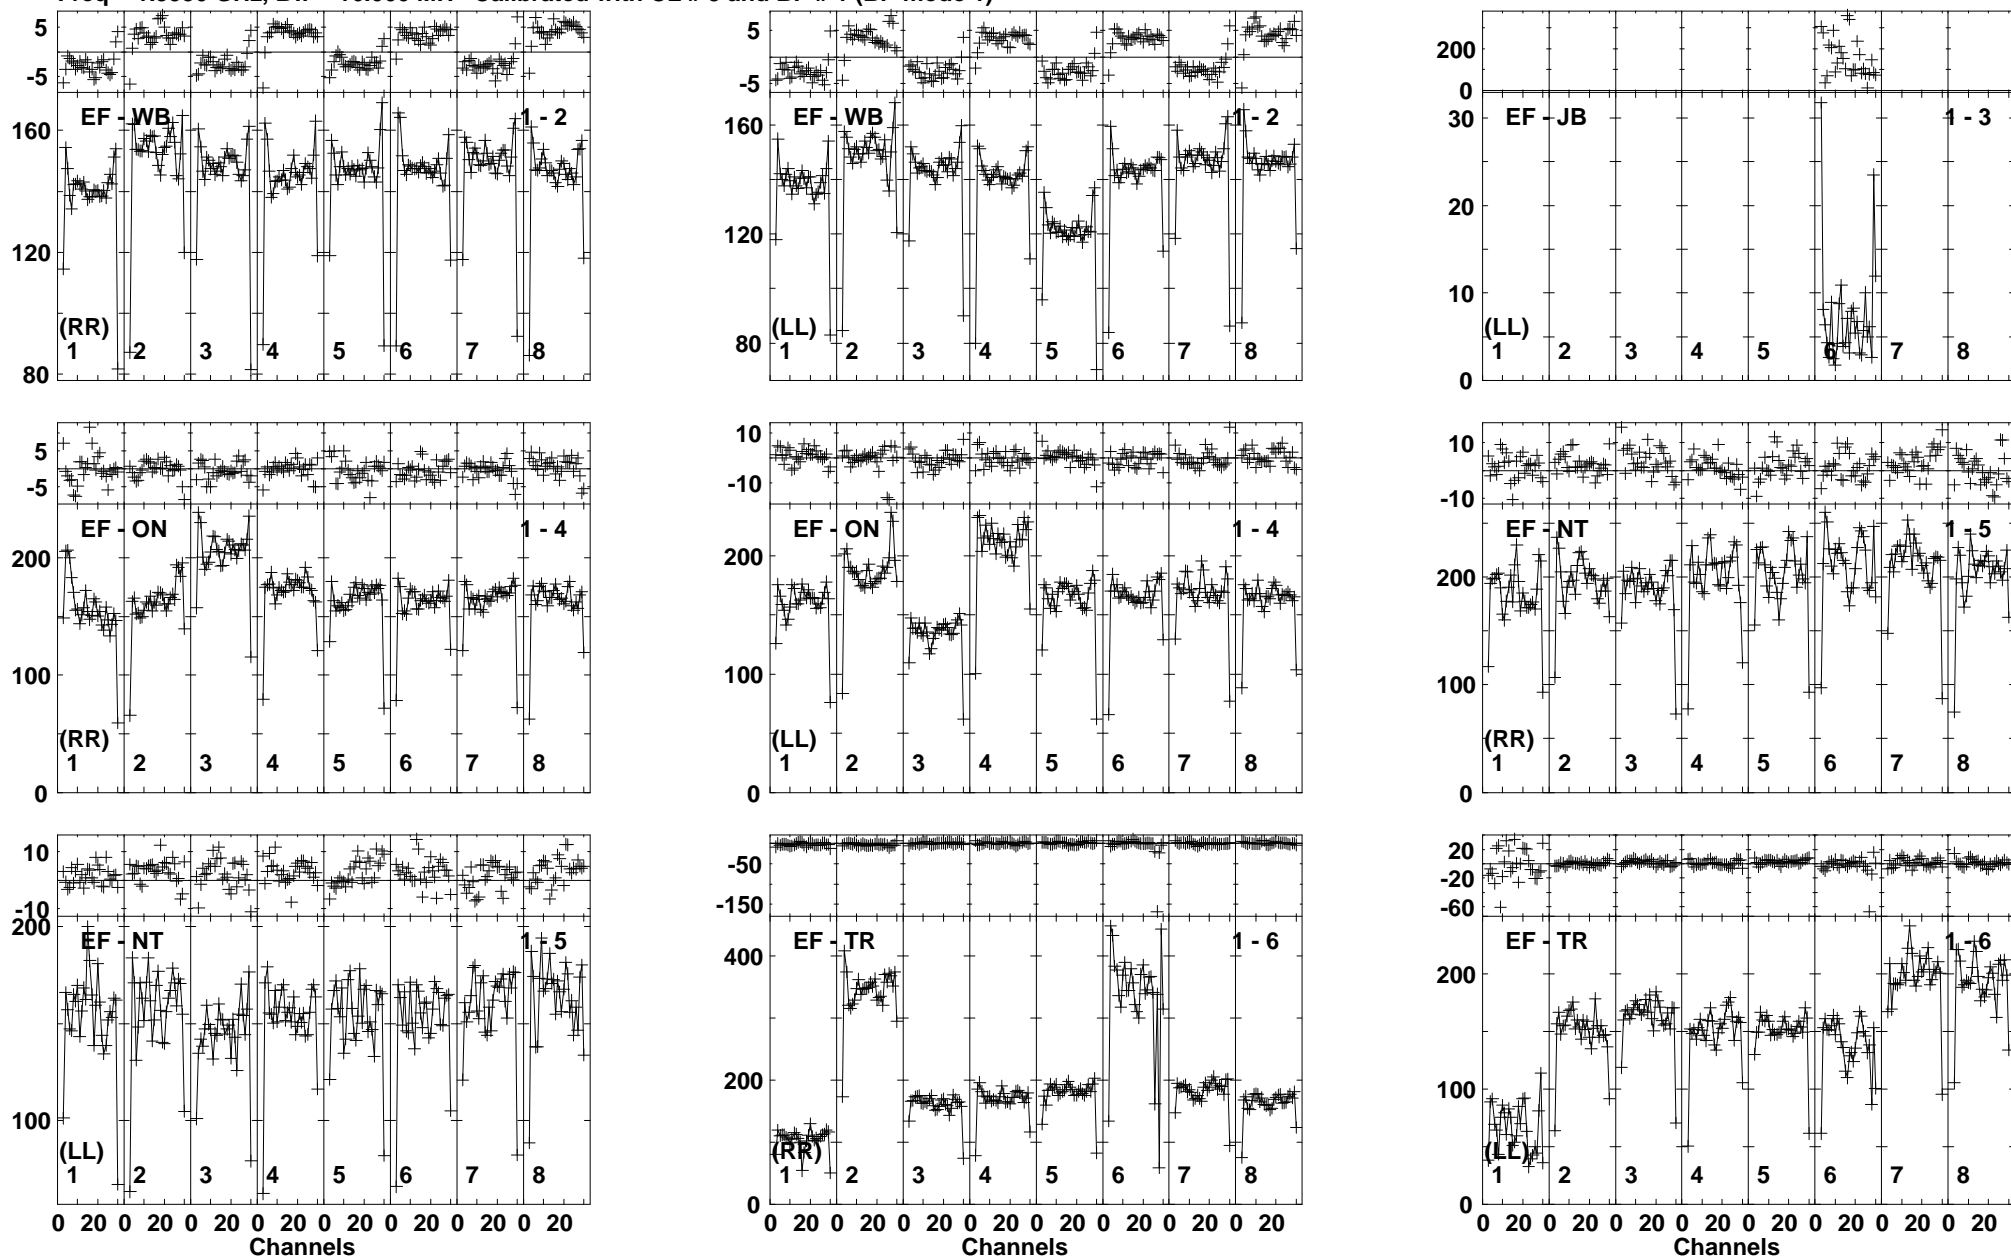 5 -5 160 120 80 EF - WB 1 - 2 (RR) 1 2 3 4 5 6 7 8
5 -5 160 120 80 EF - WB 1 - 2 (LL) 1 2 3 4 5 6 7 8
200 0 30 20 10 0 EF - JB 1 - 3 (LL) 1 2 3 4 5 6 7 8
5 -5 200 100 0 EF - ON 1 - 4 (RR) 1 2 3 4 5 6 7 8
10 -10 200 100 0 EF - ON 1 - 4 (LL) 1 2 3 4 5 6 7 8
10 -10 200 100 0 EF - NT 1 - 5 (RR) 1 2 3 4 5 6 7 8
10 -10 200 100 EF - NT 1 - 5 (LL) 1 2 3 4 5 6 7 8
0 20 0 20 0 20 0 20 0 20 0 20 0 20 0 20
Channels
-50 -150 400 200 0 EF - TR 1 - 6 (RR) 1 2 3 4 5 6 7 8
0 20 0 20 0 20 0 20 0 20 0 20 0 20 0 20
Channels
20 -20 -60 200 100 0 EF - TR 1 - 6 (LL) 1 2 3 4 5 6 7 8
0 20 0 20 0 20 0 20 0 20 0 20 0 20 0 20
Channels